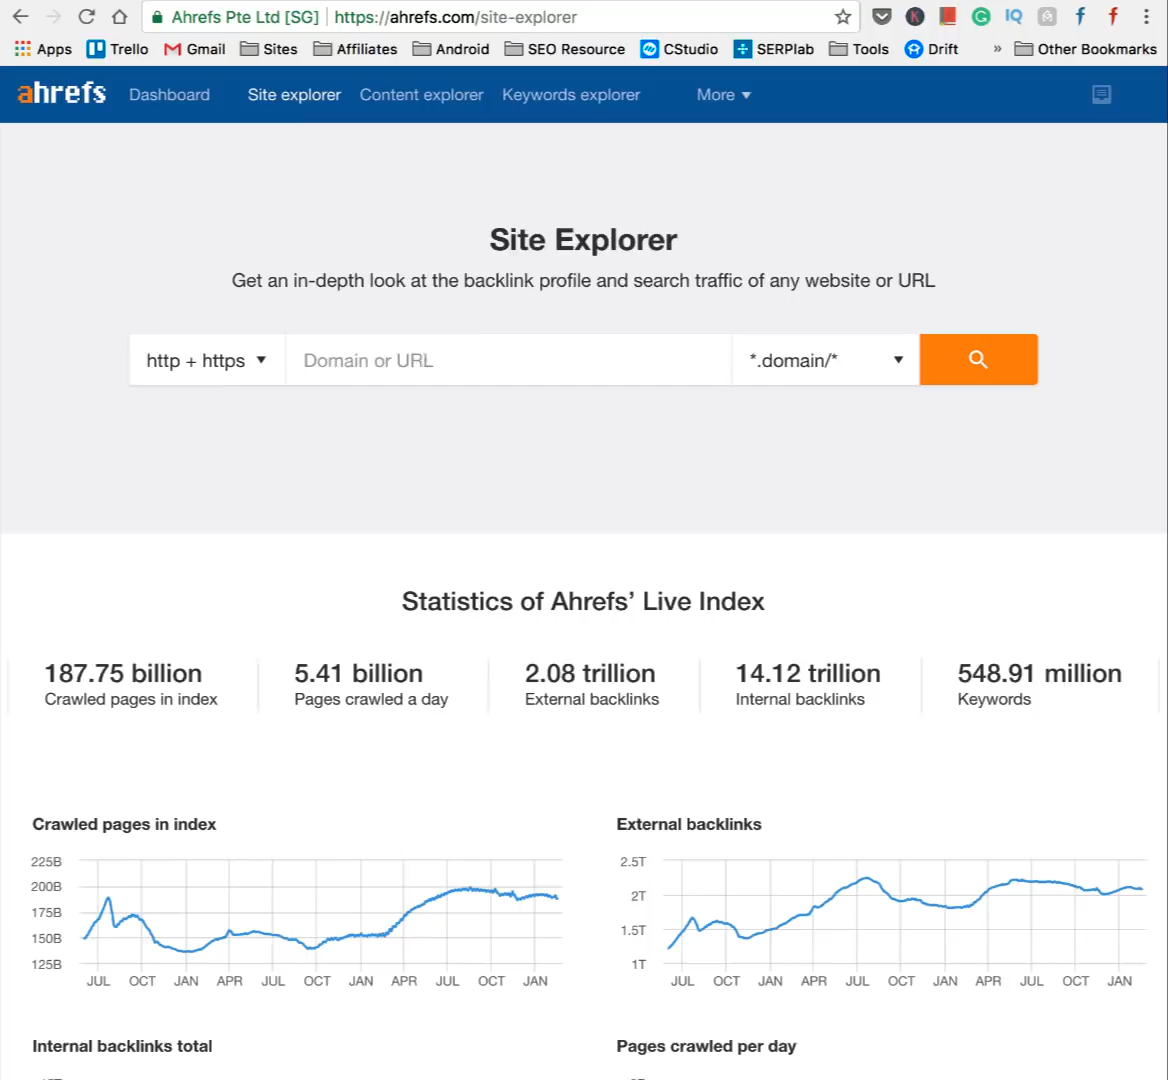 Ahrefs Pte Ltd [SG] https://ahrefs.com/site-explorer
Apps Trello Gmail Sites Affiliates Android SEO Resource CStudio SERPlab Tools Drift » Other Bookmarks
ahrefs Dashboard Site explorer Content explorer Keywords explorer More
Site Explorer
Get an in-depth look at the backlink profile and search traffic of any website or URL
http + https Domain or URL *.domain/*
Statistics of Ahrefs’ Live Index
187.75 billion 5.41 billion 2.08 trillion 14.12 trillion 548.91 million
Crawled pages in index Pages crawled a day External backlinks Internal backlinks Keywords
Crawled pages in index
225B
200B
175B
150B
125B
JUL OCT JAN APR JUL OCT JAN APR JUL OCT JAN
External backlinks
2.5T
2T
1.5T
1T
JUL OCT JAN APR JUL OCT JAN APR JUL OCT JAN
Internal backlinks total
Pages crawled per day